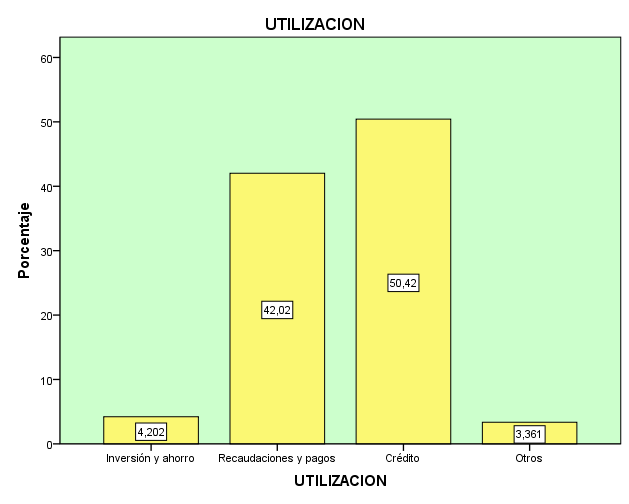 UTILIZACION
Porcentaje
60
50
40
30
20
10
0
4,202
42,02
50,42
3,361
Inversión y ahorro
Recaudaciones y pagos
Crédito
Otros
UTILIZACION